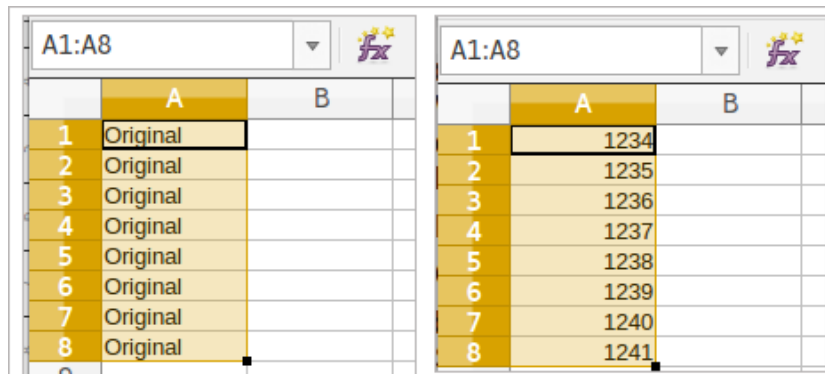 A1:A8
A B
1 Original
2 Original
3 Original
4 Original
5 Original
6 Original
7 Original
8 Original
A1:A8
A B
1 1234
2 1235
3 1236
4 1237
5 1238
6 1239
7 1240
8 1241